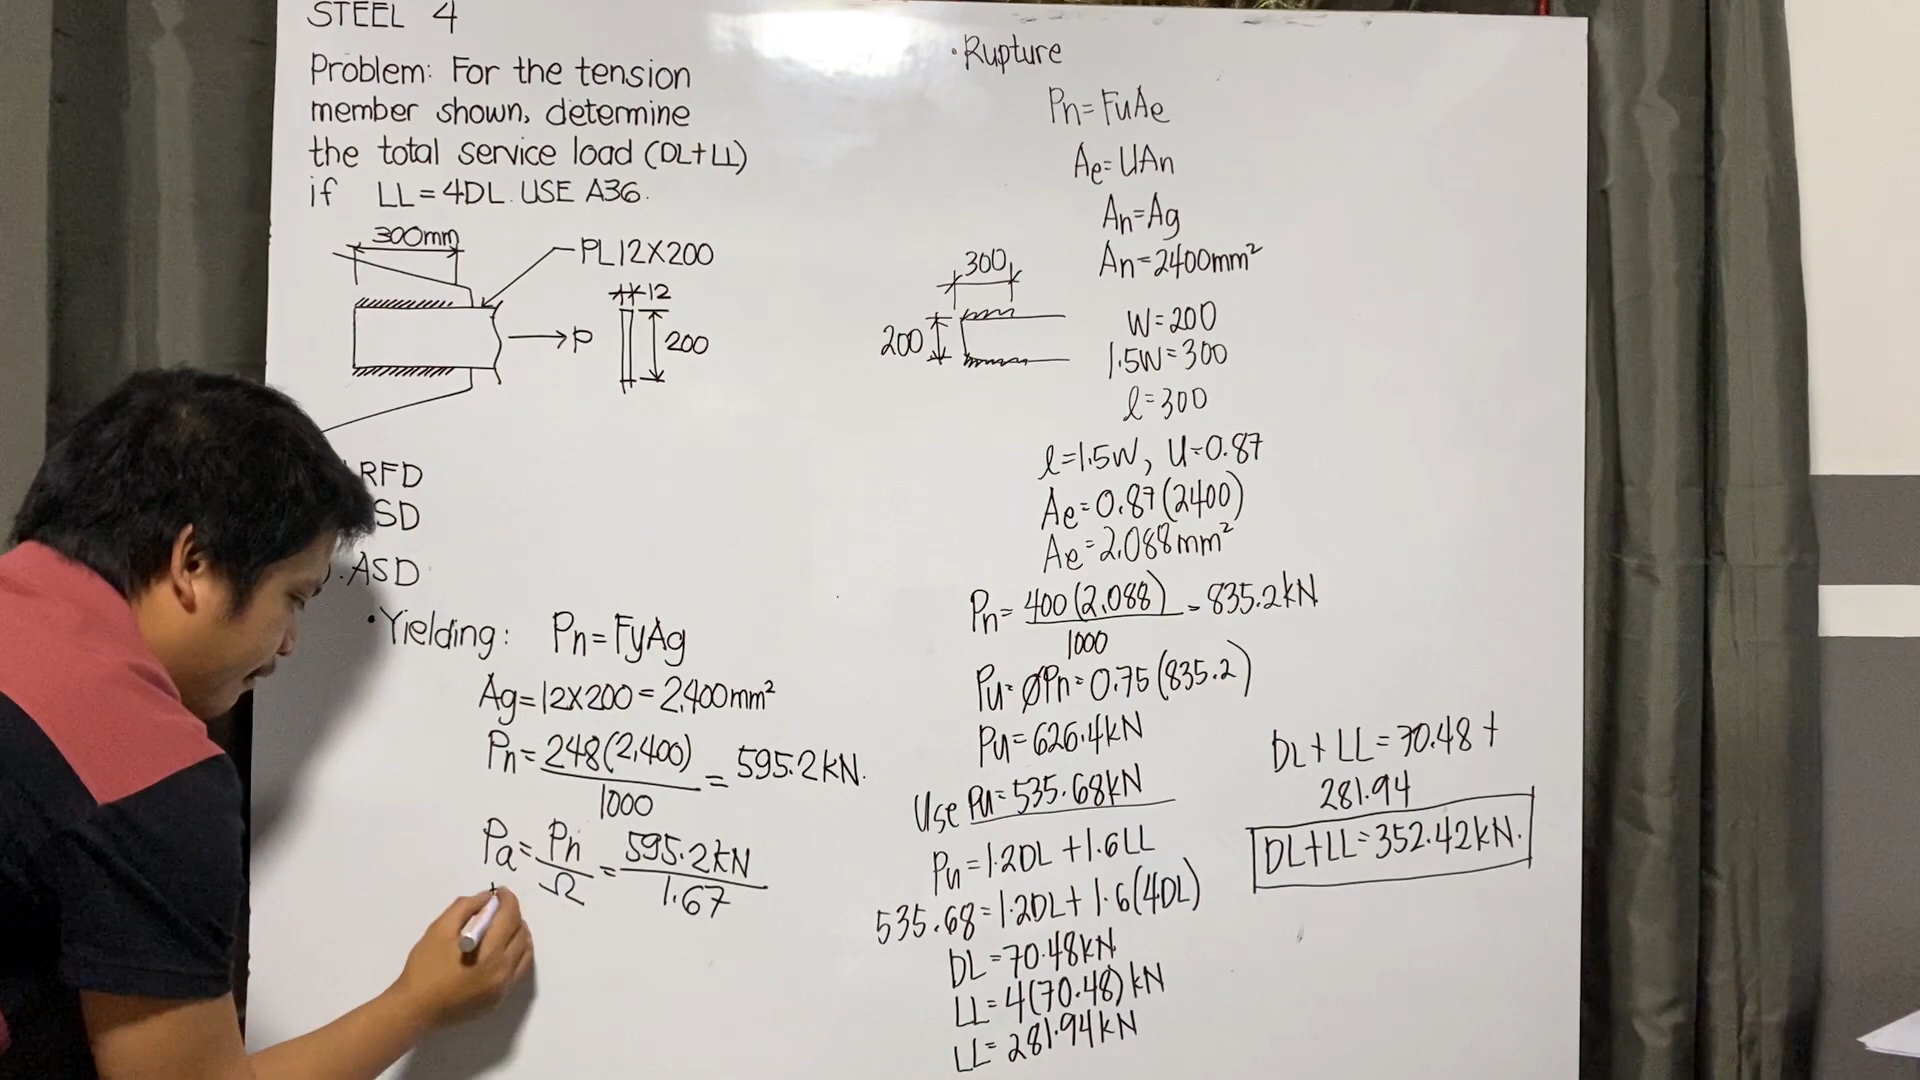 STEEL 4
Problem: For the tension
member shown, determine
the total service load (DL+LL)
if LL = 4DL. USE A36.
300mm
PL12X200
12
200
P
RFD
SD
).ASD
•Yielding: Pn=FyAg
Ag=12X200=2,400mm²
Pn=248(2,400)/1000=595.2kN.
Pa=Pn/Ω=595.2kN/1.67
•Rupture
Pn=FuAe
Ae=UAn
An=Ag
An=2400mm²
300
200
W=200
1.5W=300
l=300
l=1.5W, U=0.87
Ae=0.87(2400)
Ae=2,088mm²
Pn=400(2,088)/1000=835.2kN
Pu=ØPn=0.75(835.2)
Pu=626.4kN
Use Pu=535.68kN
Pu=1.2DL+1.6LL
535.68=1.2DL+1.6(4DL)
DL=70.48kN
LL=4(70.48)kN
LL=281.94kN
DL+LL=70.48+
281.94
DL+LL=352.42kN.